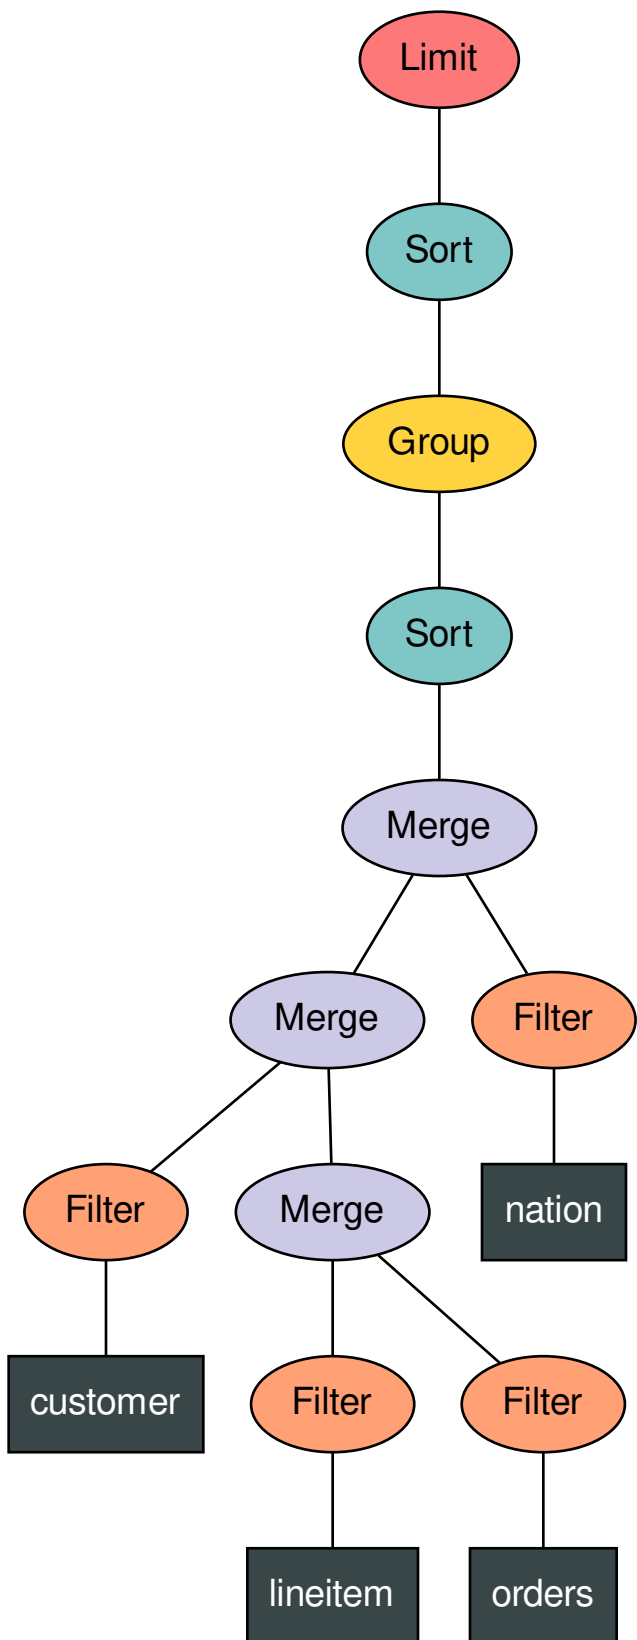 Limit
Sort
Group
Sort
Merge
Merge
Filter
Filter
Merge
nation
customer
Filter
Filter
lineitem
orders